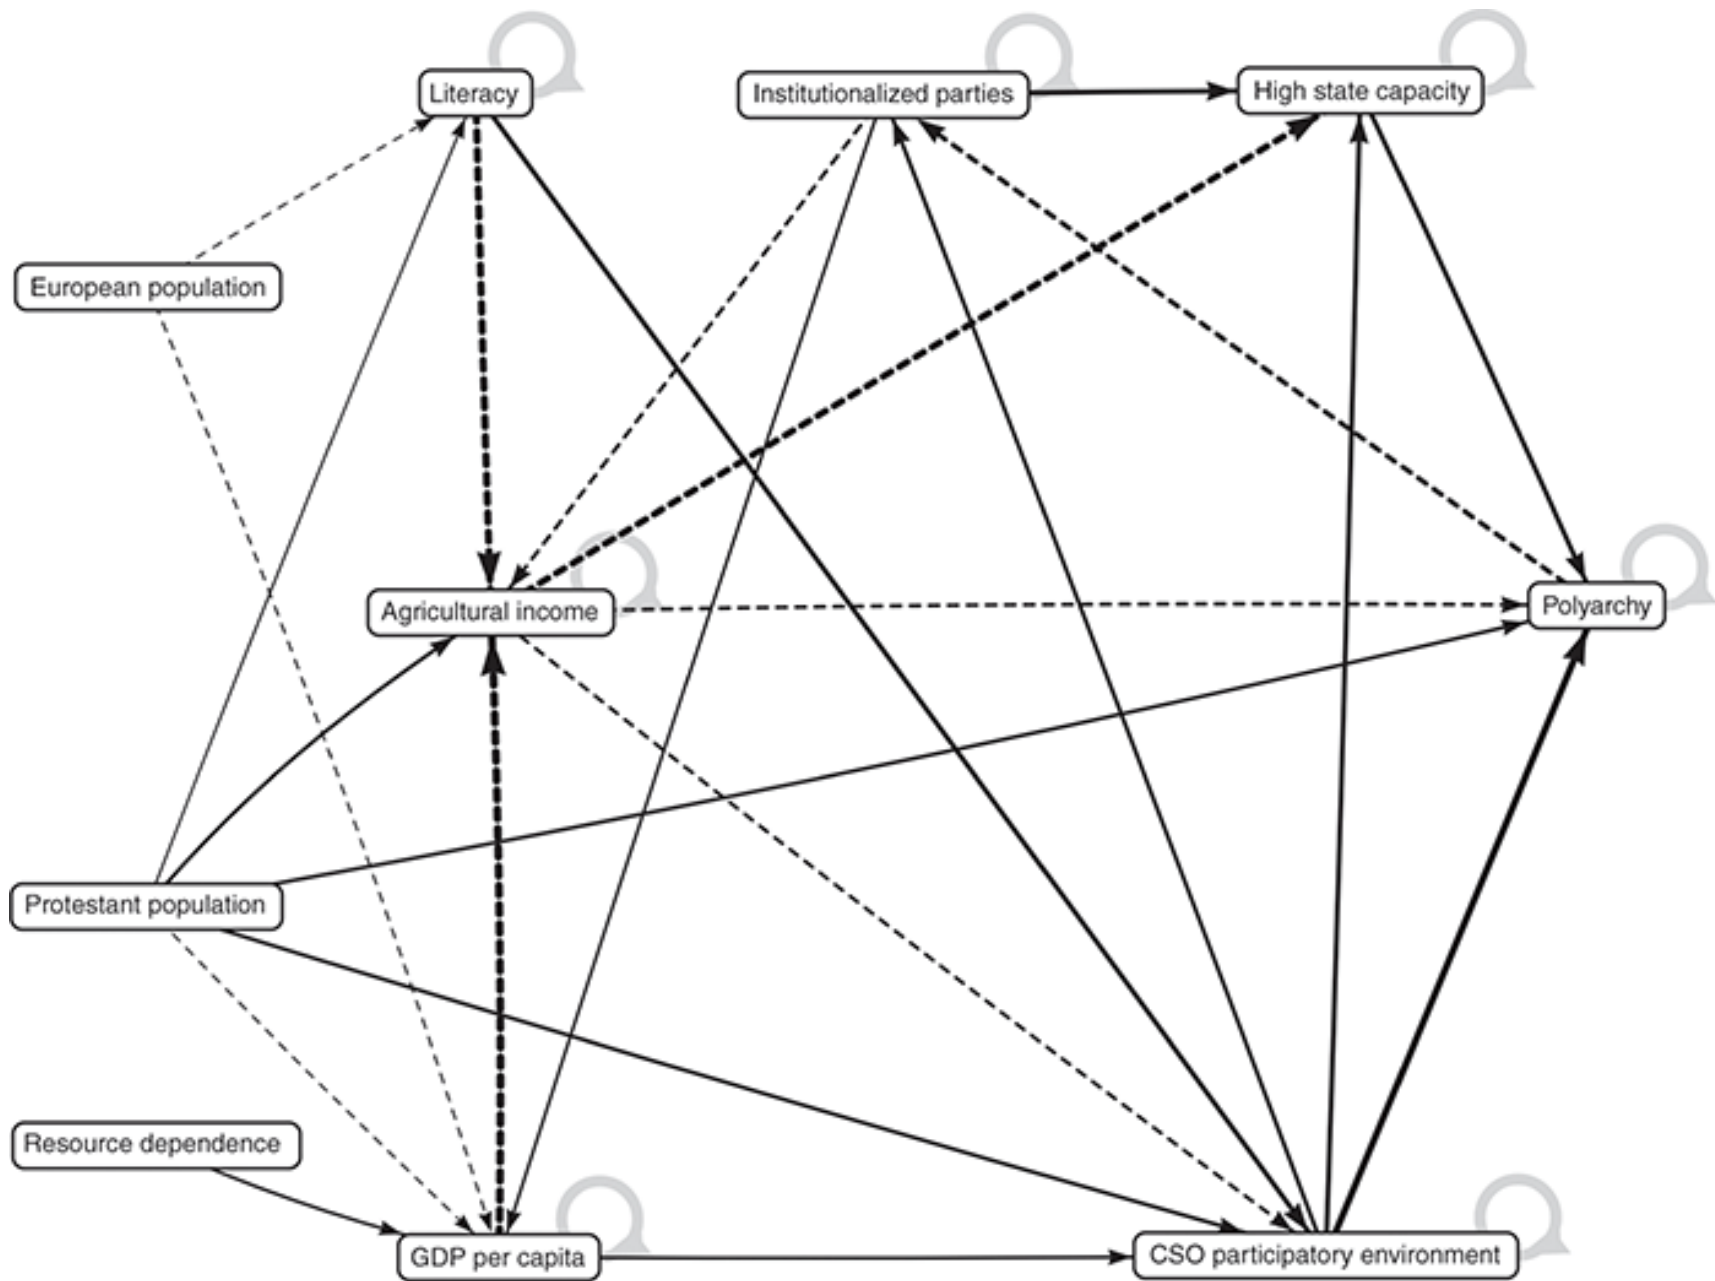 Literacy
Institutionalized parties
High state capacity
European population
Agricultural income
Polyarchy
Protestant population
Resource dependence
GDP per capita
CSO participatory environment